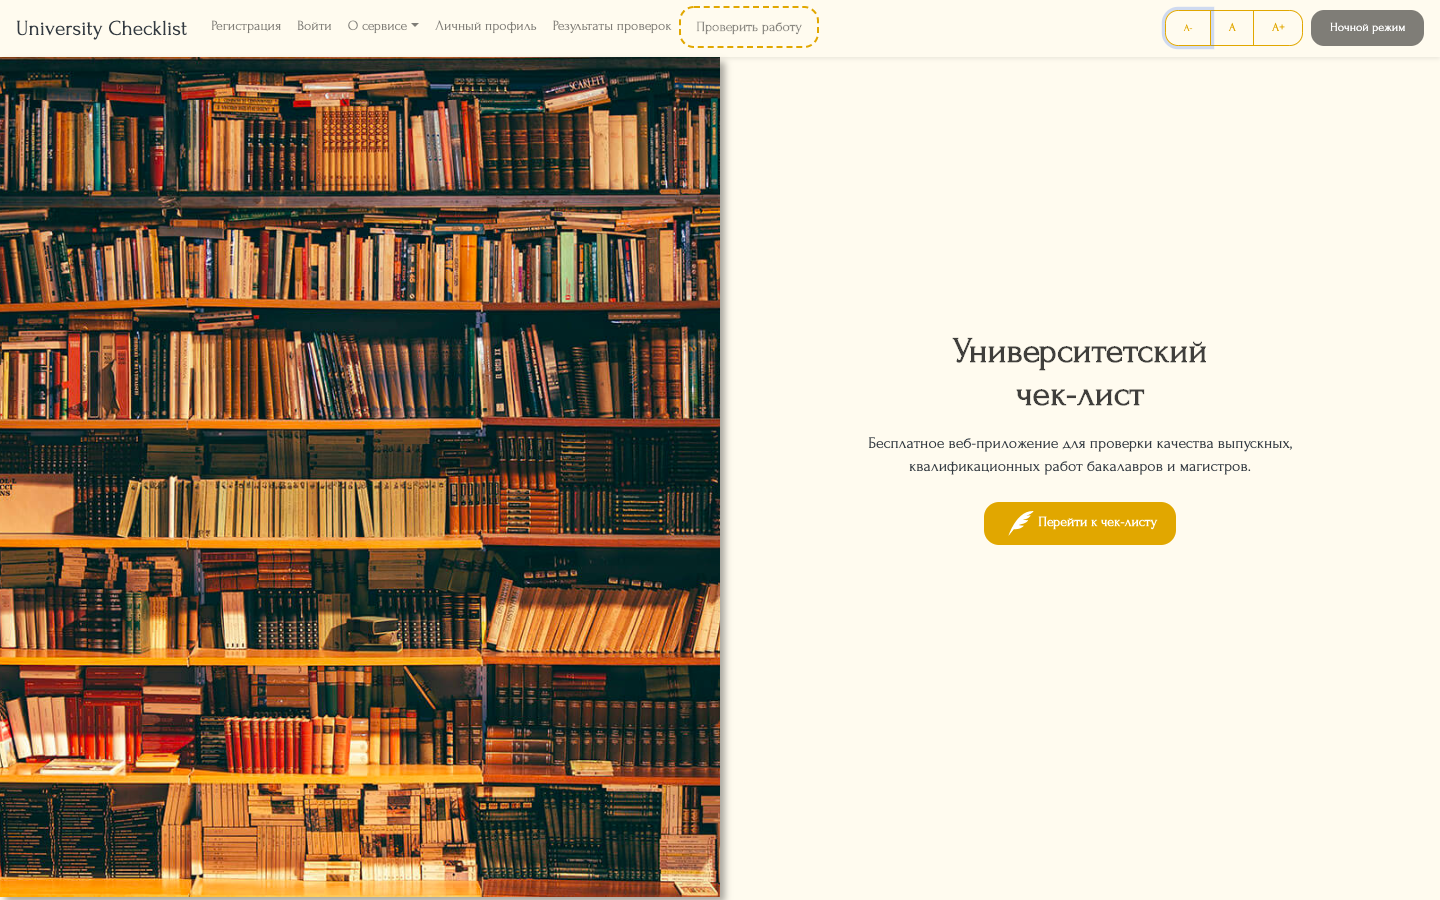 University Checklist
Регистрация
Войти
О сервисе
Личный профиль
Результаты проверок
Проверить работу
A-
A
A+
Ночной режим
SCARLETT
Университетский
чек-лист
Бесплатное веб-приложение для проверки качества выпускных,
квалификационных работ бакалавров и магистров.
Перейти к чек-листу